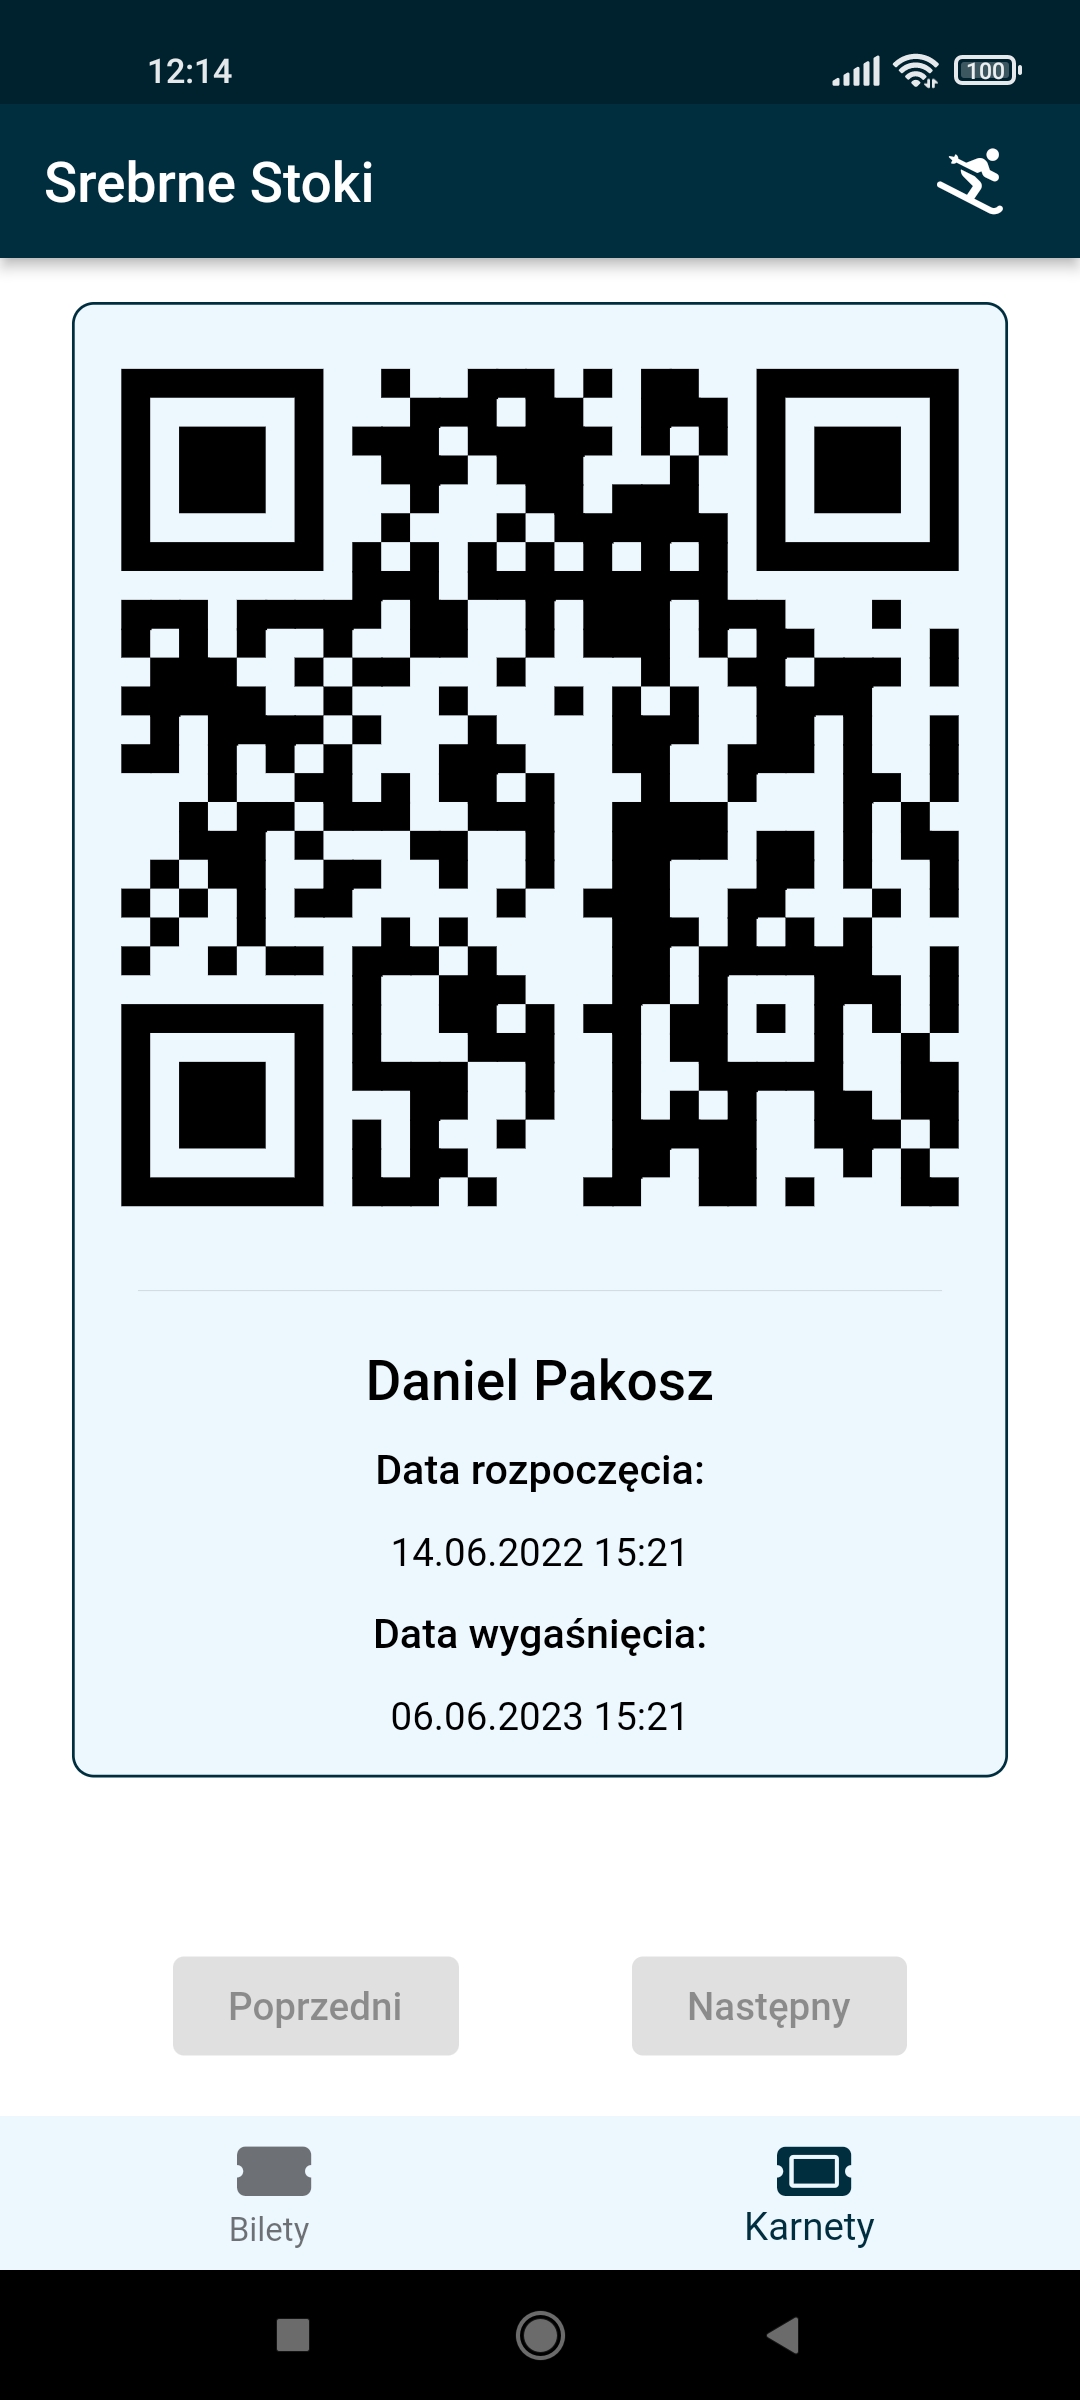 12:14
100
Srebrne Stoki
Daniel Pakosz
Data rozpoczęcia:
14.06.2022 15:21
Data wygaśnięcia:
06.06.2023 15:21
Poprzedni
Następny
Bilety
Karnety